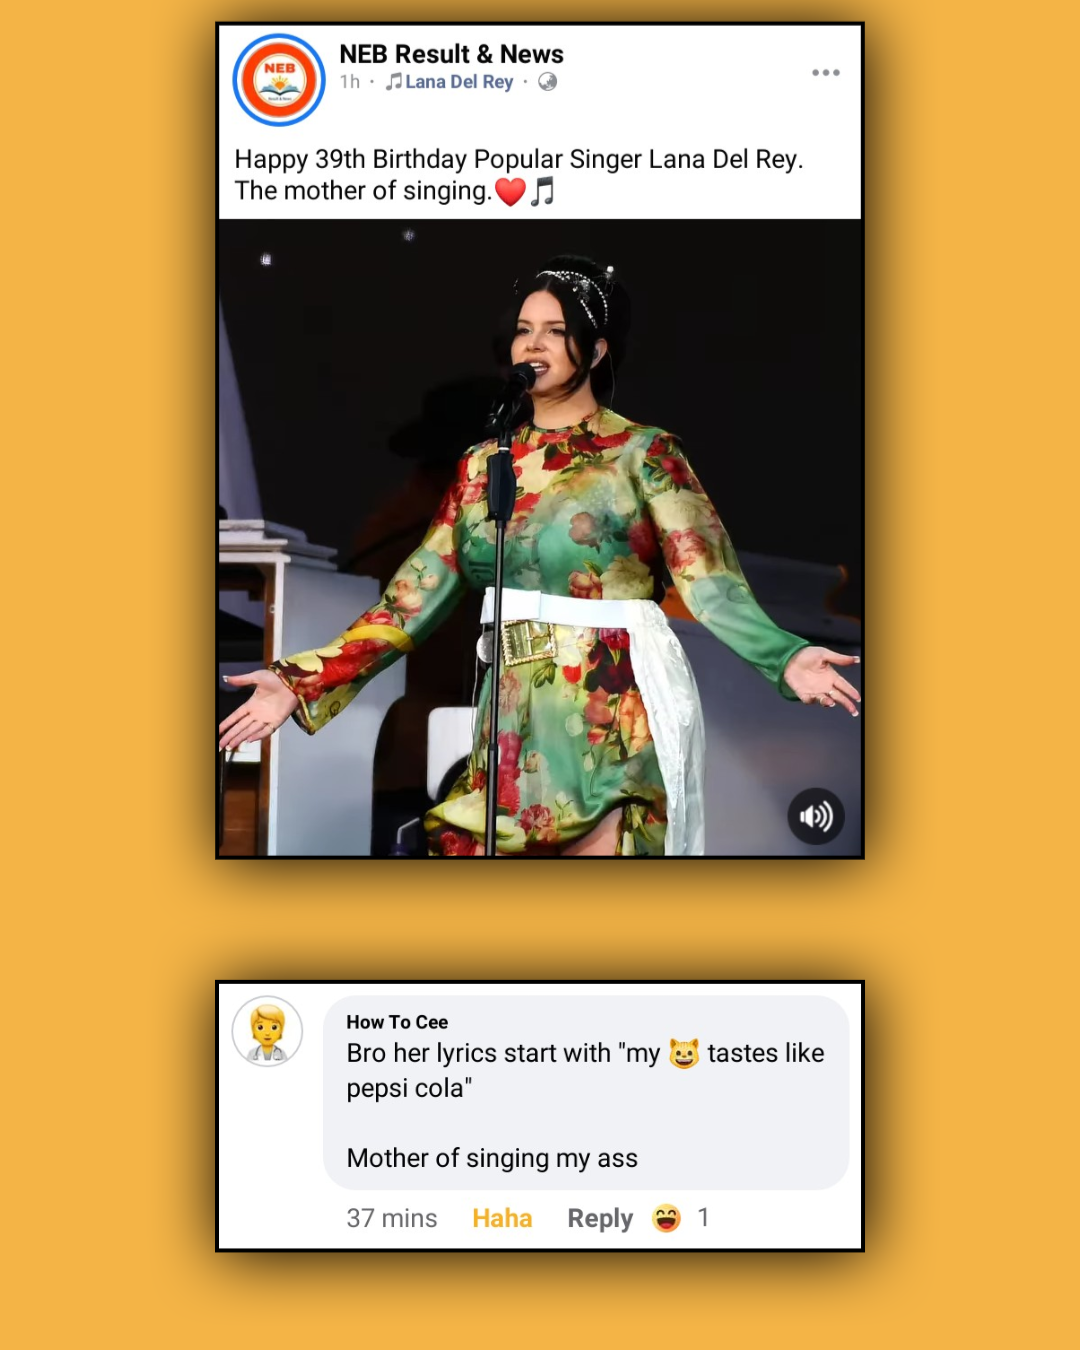 NEB Result & News
1h · 🎵Lana Del Rey ·
NEB
Happy 39th Birthday Popular Singer Lana Del Rey.
The mother of singing.❤️🎵
How To Cee
Bro her lyrics start with "my 😺 tastes like
pepsi cola"
Mother of singing my ass
37 mins Haha Reply 😄 1